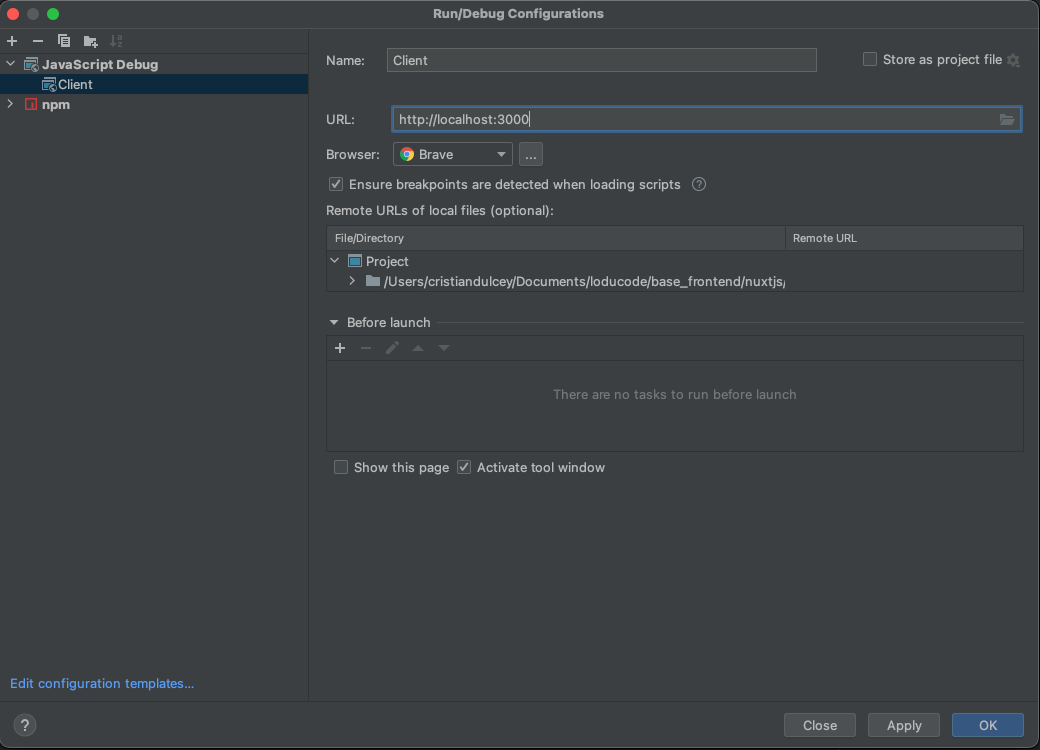 Run/Debug Configurations
JavaScript Debug
Client
npm
Name: Client
Store as project file
URL: http://localhost:3000
Browser: Brave ...
Ensure breakpoints are detected when loading scripts ?
Remote URLs of local files (optional):
File/Directory Remote URL
Project
/Users/cristiandulcey/Documents/loducode/base_frontend/nuxtjs/
Before launch
There are no tasks to run before launch
Show this page Activate tool window
Edit configuration templates...
? Close Apply OK